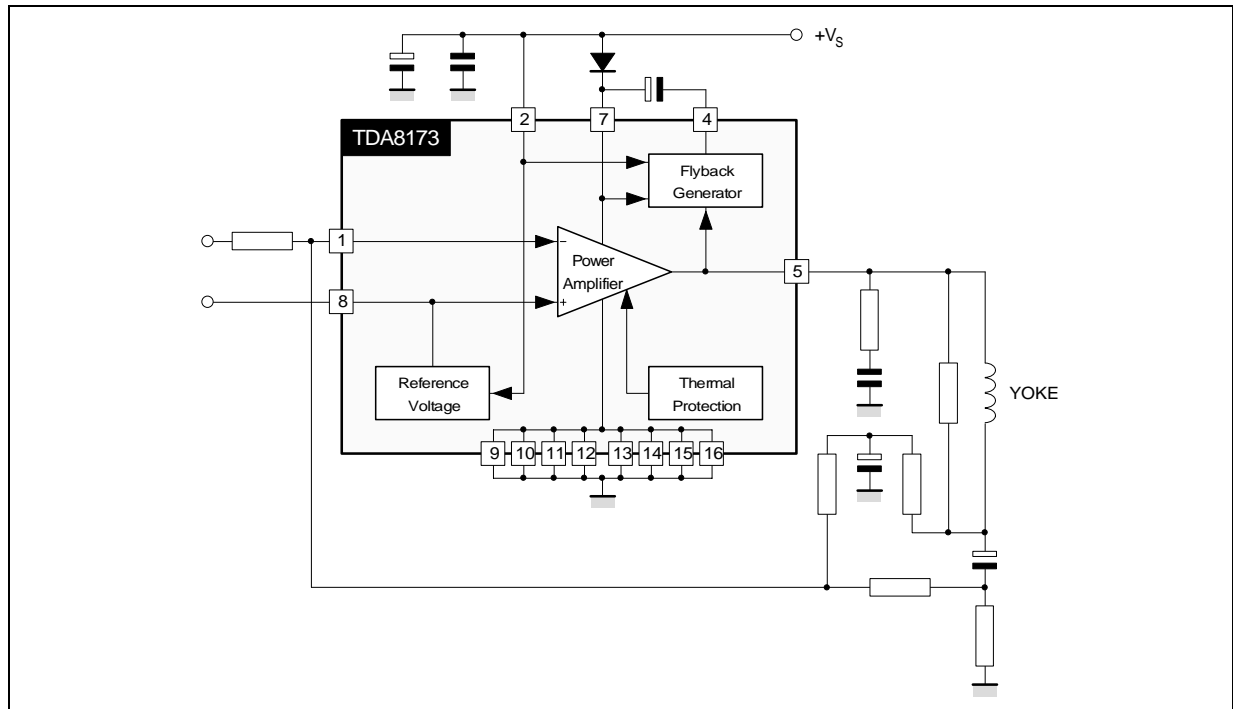 +VS
2
7
4
TDA8173
Flyback
Generator
1
−
Power
Amplifier
5
8
+
Reference
Voltage
Thermal
Protection
YOKE
9
10
11
12
13
14
15
16